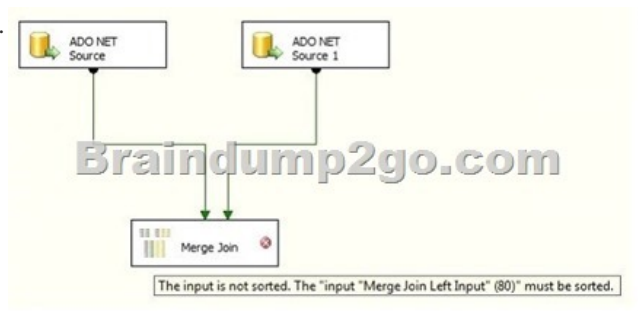 ADO NET
Source
ADO NET
Source 1
Braindump2go.com
Merge Join
The input is not sorted. The "input "Merge Join Left Input" (80)" must be sorted.